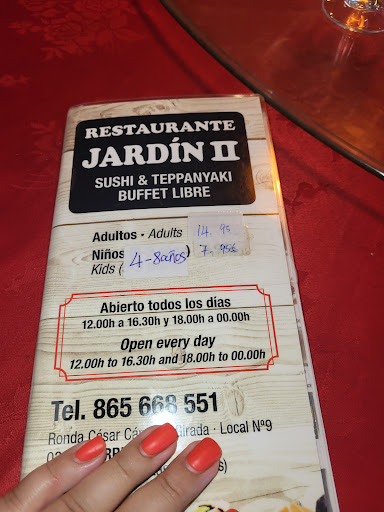 RESTAURANTE
JARDÍN II
SUSHI & TEPPANYAKI
BUFFET LIBRE
Adultos • Adults 14.95
Niños 7.95€
Kids ( 4-8años
Abierto todos los días
12.00h a 16.30h y 18.00h a 00.00h
Open every day
12.00h to 16.30h and 18.00h to 00.00h
Tel. 865 668 551
Ronda César • Local Nº9